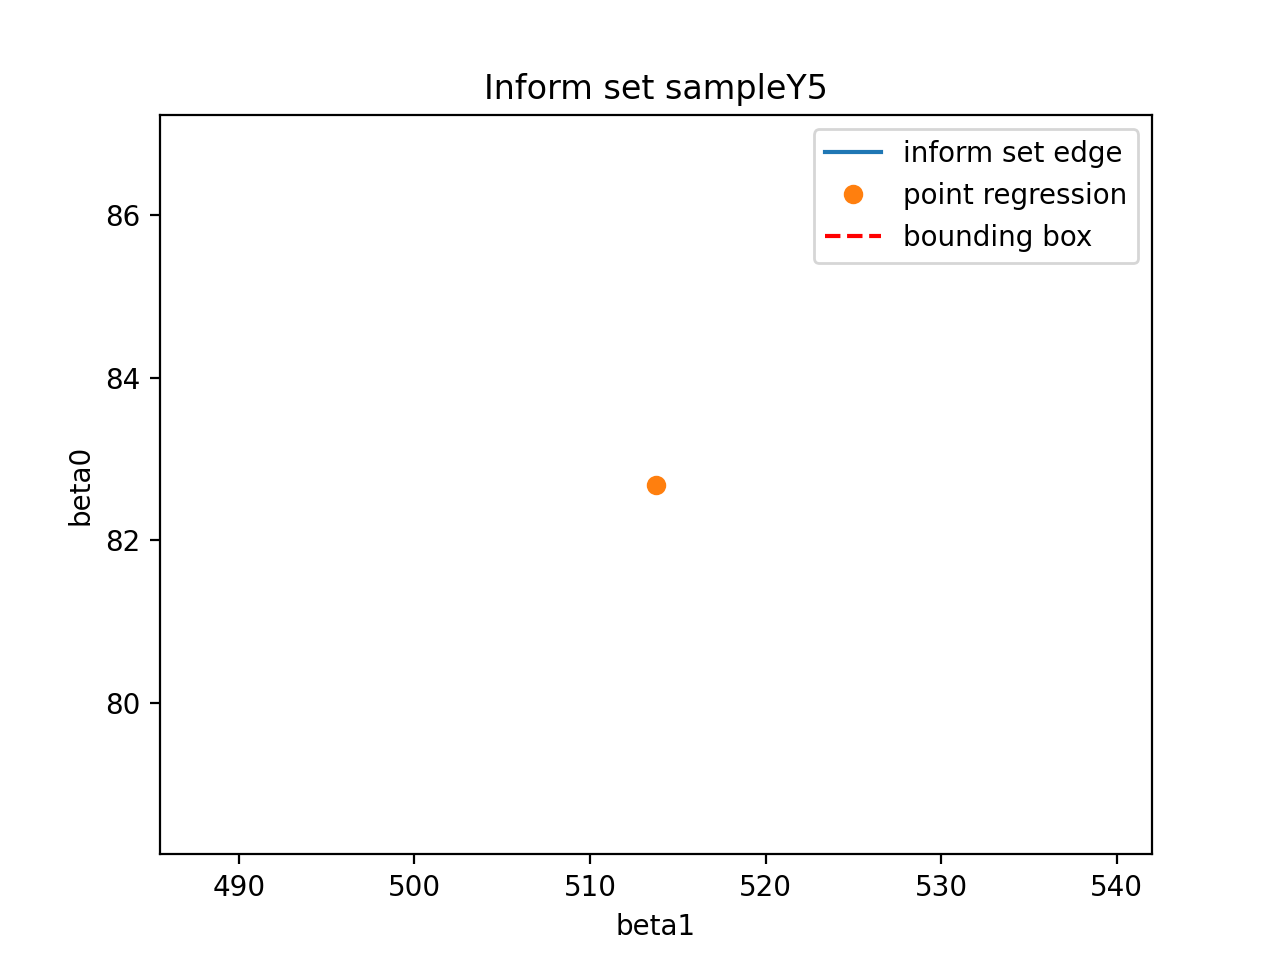 Inform set sampleY5
inform set edge
point regression
bounding box
86
84
82
80
beta0
490 500 510 520 530 540
beta1